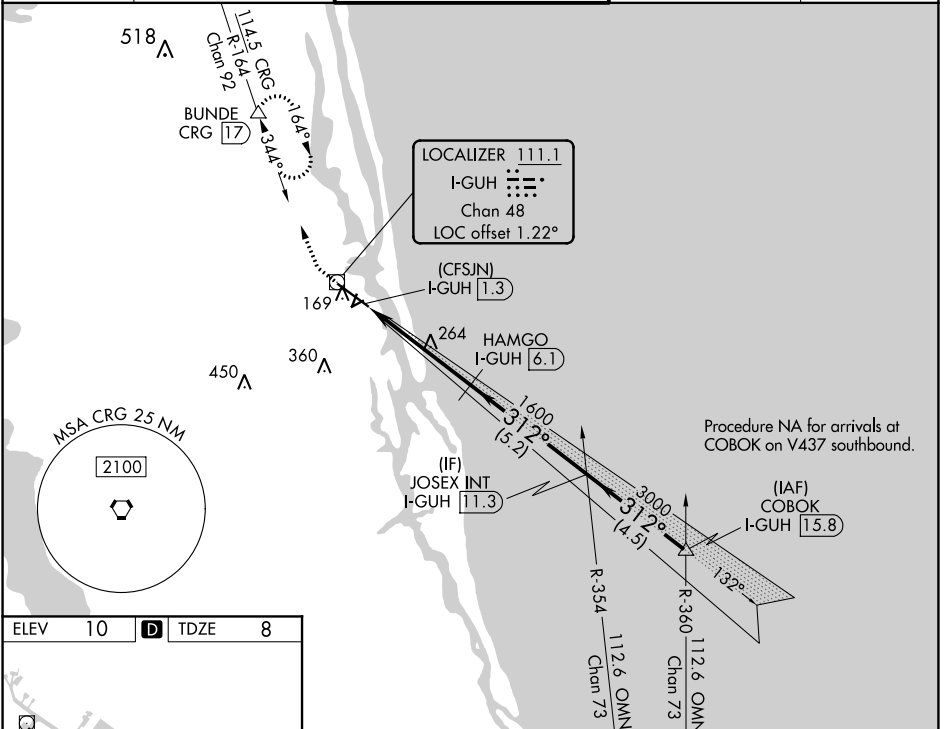 518
114.5 CRG
R-164
Chan 92
BUNDE
CRG 17
164°
344°
LOCALIZER 111.1
I-GUH
Chan 48
LOC offset 1.22°
(CFSJN)
I-GUH 1.3
169
264
HAMGO
I-GUH 6.1
450
360
1600
312°
(5.2)
Procedure NA for arrivals at
COBOK on V437 southbound.
MSA CRG 25 NM
2100
(IF)
JOSEX INT
I-GUH 11.3
3000
312°
(4.5)
(IAF)
COBOK
I-GUH 15.8
132°
R-354
112.6 OMN
Chan 73
R-360
112.6 OMN
Chan 73
ELEV 10 D TDZE 8